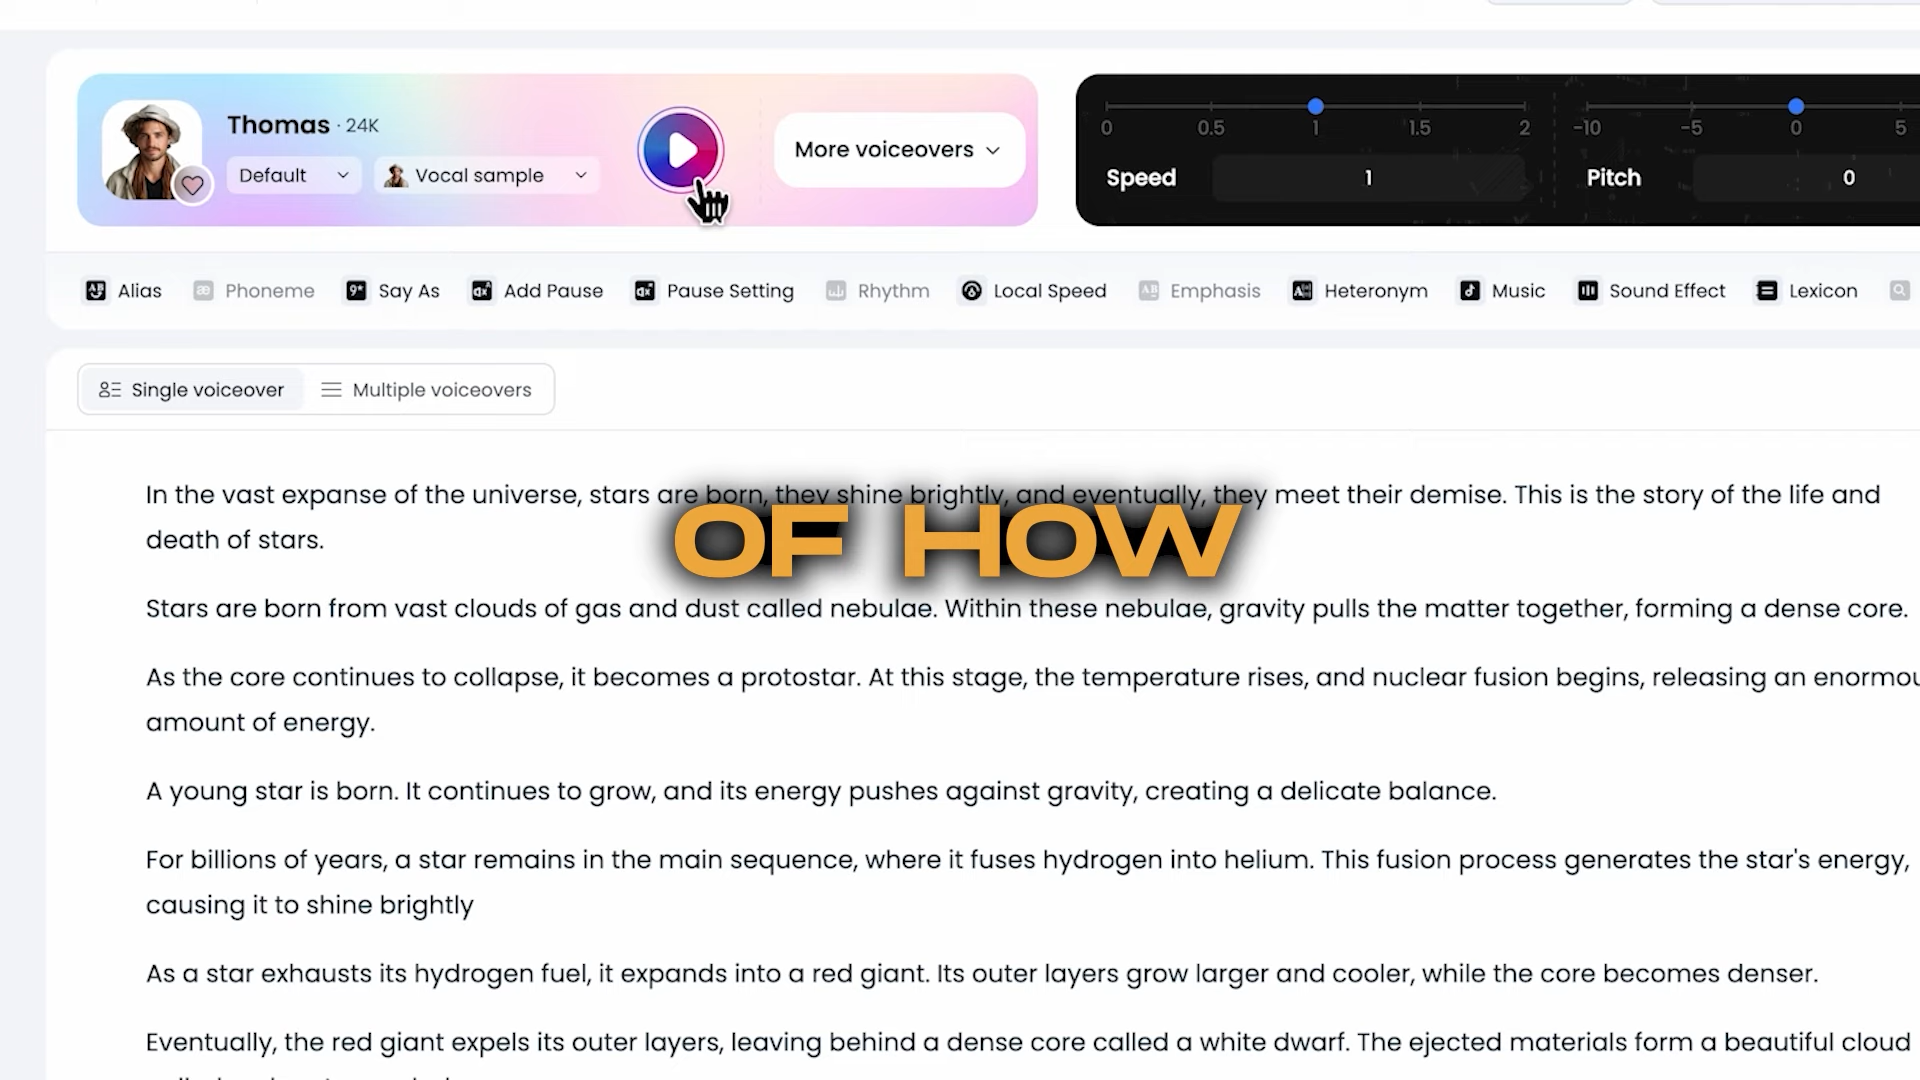 Thomas · 24K
Default
Vocal sample
More voiceovers
0 0.5 1 1.5 2
Speed 1
-10 -5 0 5
Pitch 0
Alias Phoneme Say As Add Pause Pause Setting Rhythm Local Speed Emphasis Heteronym Music Sound Effect Lexicon
Single voiceover Multiple voiceovers
In the vast expanse of the universe, stars are born, they shine brightly, and eventually, they meet their demise. This is the story of the life and
death of stars.
OF HOW
Stars are born from vast clouds of gas and dust called nebulae. Within these nebulae, gravity pulls the matter together, forming a dense core.
As the core continues to collapse, it becomes a protostar. At this stage, the temperature rises, and nuclear fusion begins, releasing an enormou
amount of energy.
A young star is born. It continues to grow, and its energy pushes against gravity, creating a delicate balance.
For billions of years, a star remains in the main sequence, where it fuses hydrogen into helium. This fusion process generates the star's energy,
causing it to shine brightly
As a star exhausts its hydrogen fuel, it expands into a red giant. Its outer layers grow larger and cooler, while the core becomes denser.
Eventually, the red giant expels its outer layers, leaving behind a dense core called a white dwarf. The ejected materials form a beautiful cloud